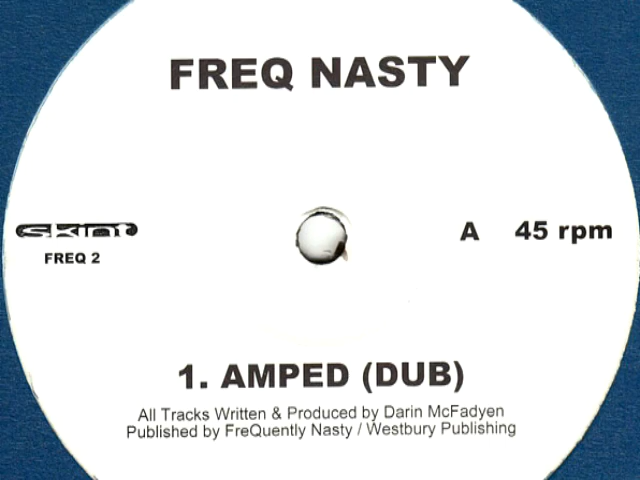 FREQ NASTY
skint
FREQ 2
A 45 rpm
1. AMPED (DUB)
All Tracks Written & Produced by Darin McFadyen
Published by FreQuently Nasty / Westbury Publishing